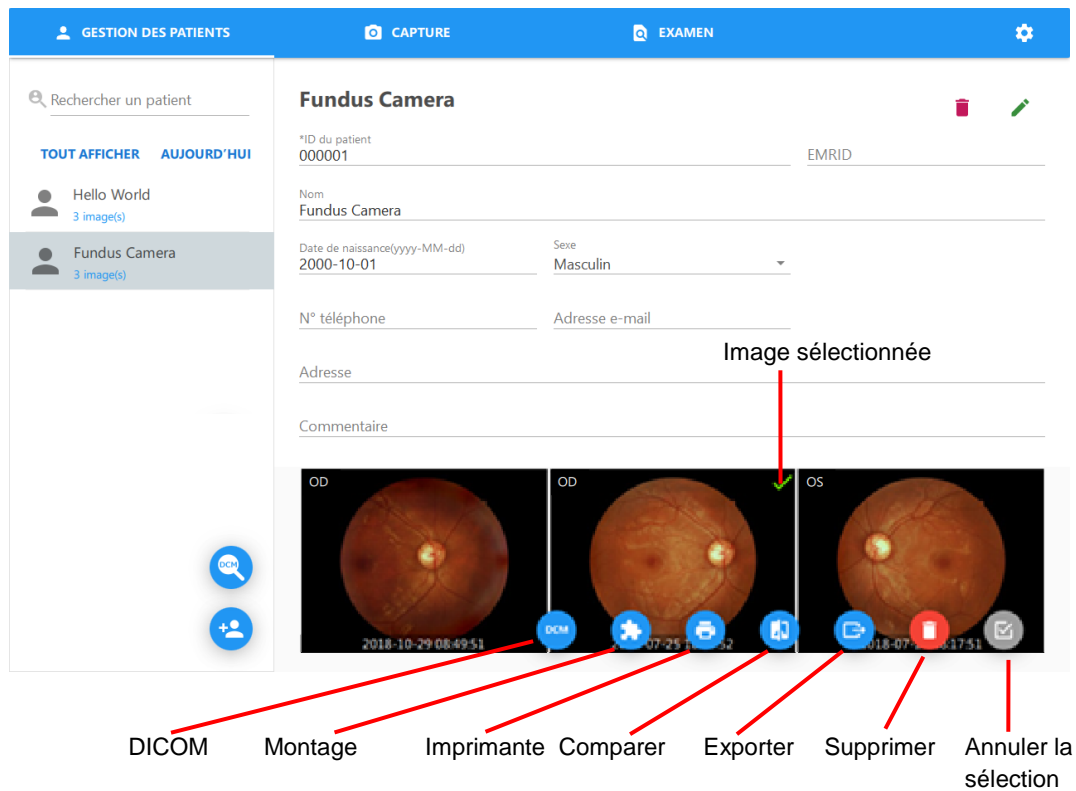 GESTION DES PATIENTS
CAPTURE
EXAMEN
Rechercher un patient
TOUT AFFICHER
AUJOURD'HUI
Hello World
3 image(s)
Fundus Camera
3 image(s)
DCM
Fundus Camera
*ID du patient
000001
EMRID
Nom
Fundus Camera
Date de naissance(yyyy-MM-dd)
2000-10-01
Sexe
Masculin
N° téléphone
Adresse e-mail
Image sélectionnée
Adresse
Commentaire
OD
OD
OS
DCM
2018-10-29 08:49:51
DICOM
Montage
Imprimante
Comparer
Exporter
Supprimer
Annuler la
sélection